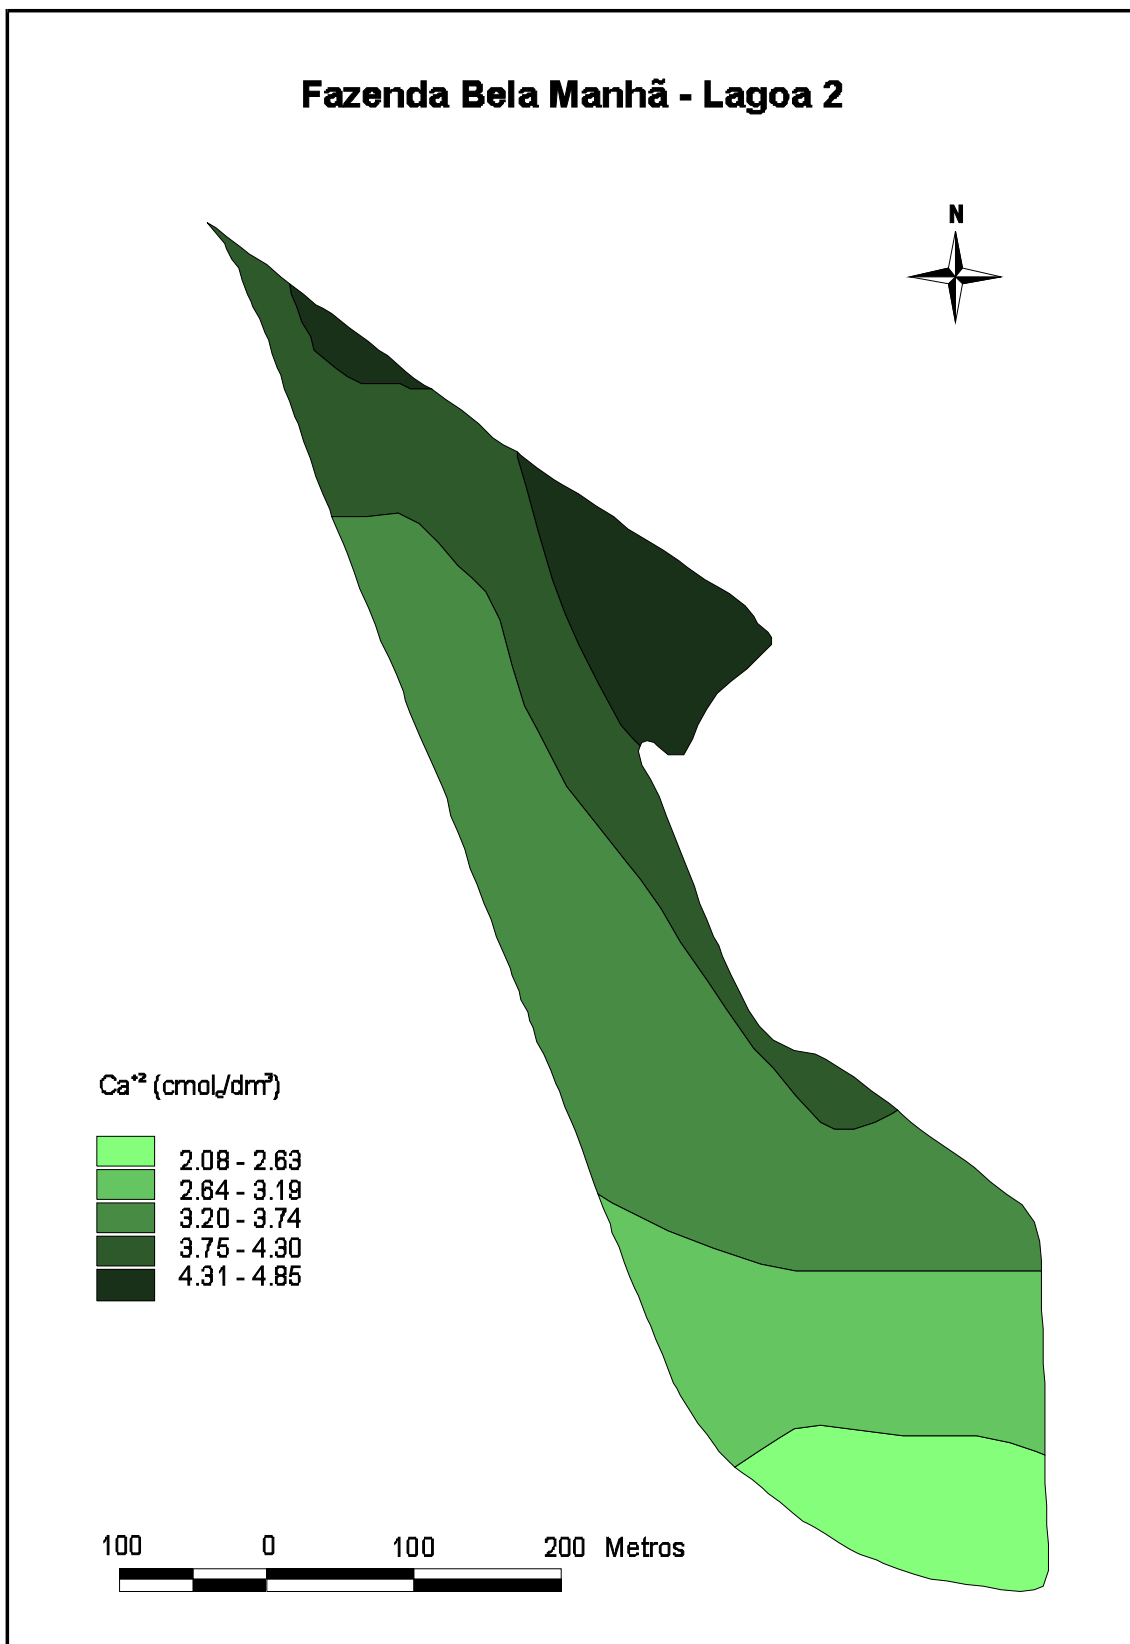 Fazenda Bela Manhã - Lagoa 2
N
Ca⁺² (cmolc/dm³)
2.08 - 2.63
2.64 - 3.19
3.20 - 3.74
3.75 - 4.30
4.31 - 4.85
100 0 100 200 Metros